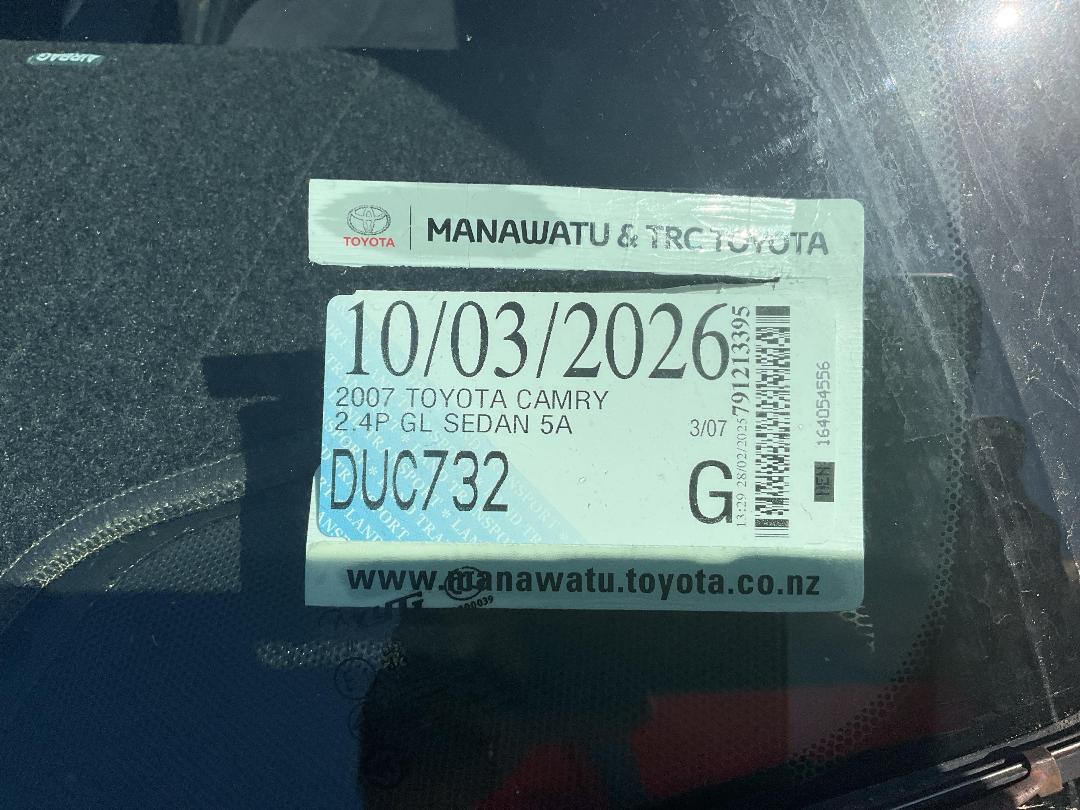 AIRBAG
TOYOTA
MANAWATU & TRC TOYOTA
10/03/2026
2007 TOYOTA CAMRY
2.4P GL SEDAN 5A
3/07
DUC732
G
13:29 28/02/2025
791213395
164054556
www.manawatu.toyota.co.nz